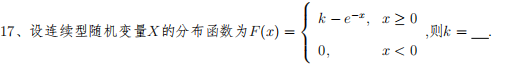 17、设连续型随机变量X的分布函数为F(x) = { k − e^{−x}, x ≥ 0
0, x < 0 ,则k = __.